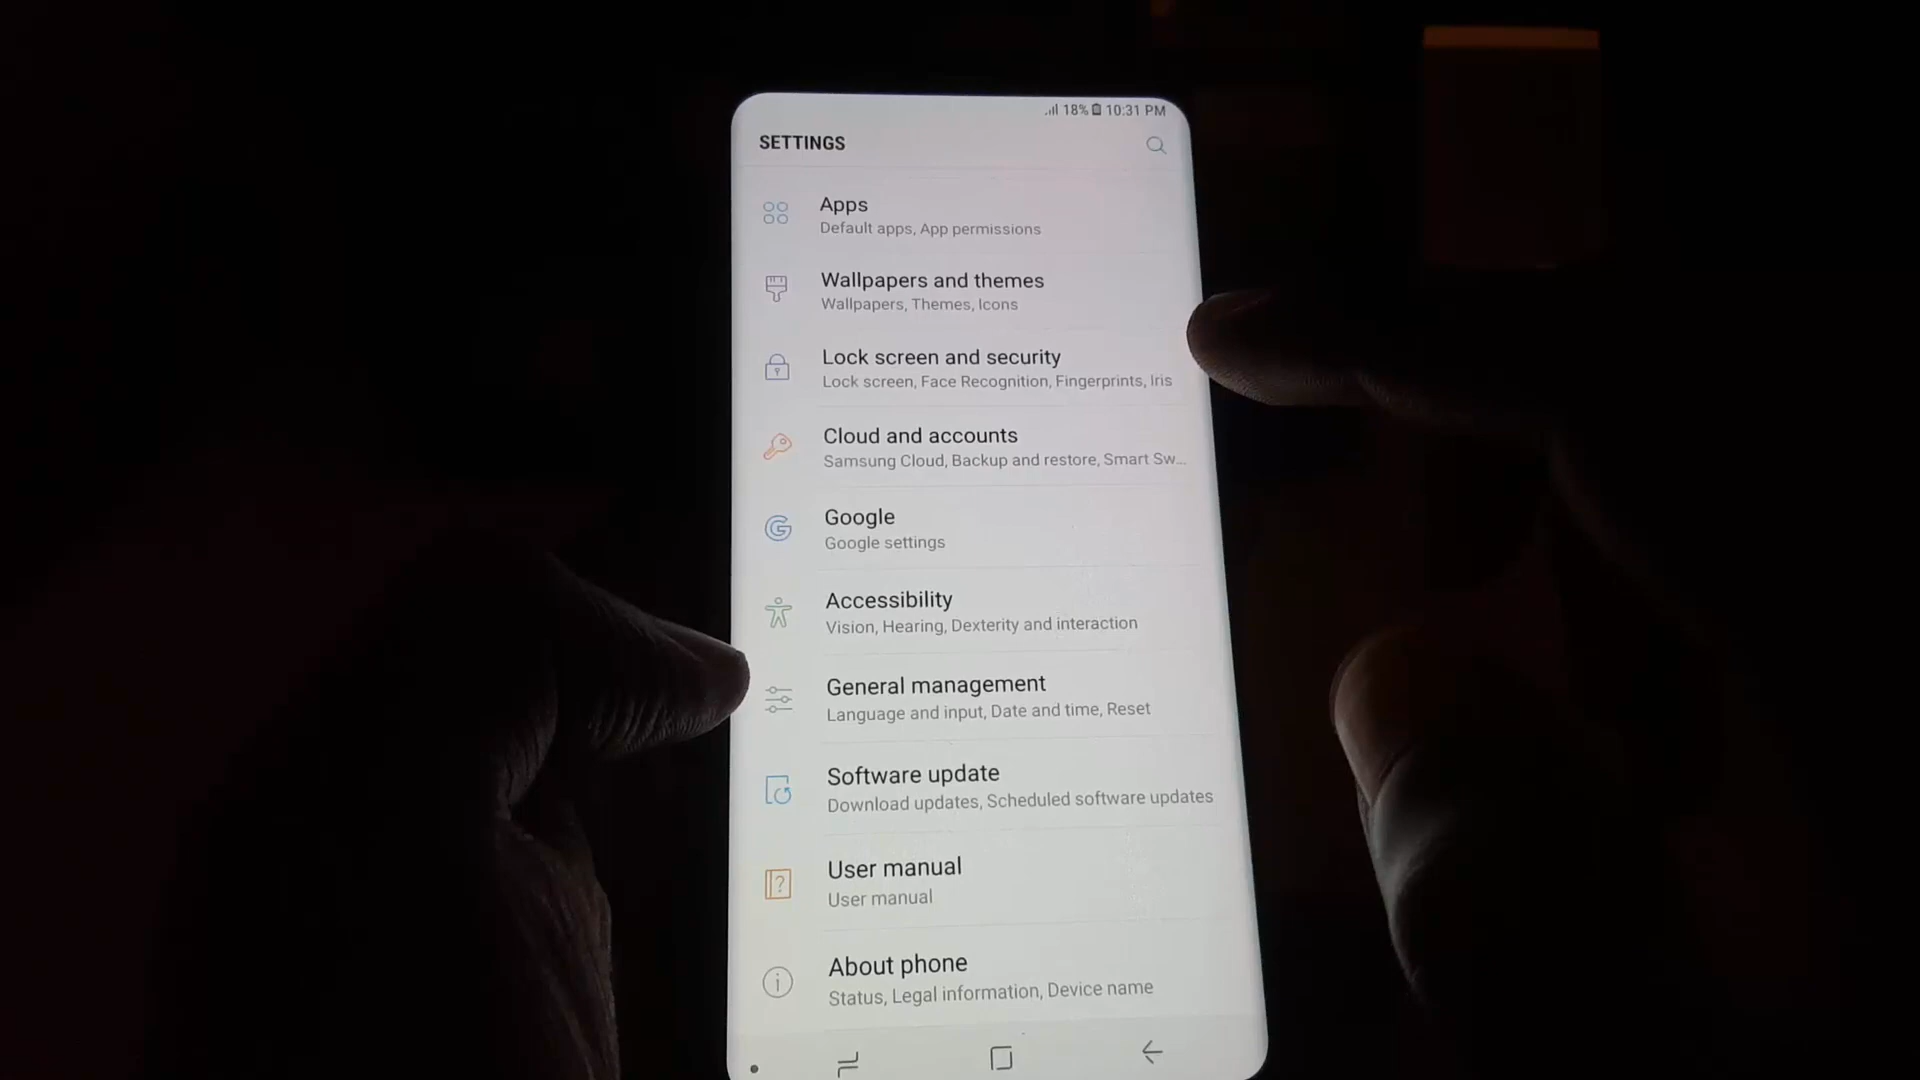 18% 10:31 PM
SETTINGS
Apps
Default apps, App permissions
Wallpapers and themes
Wallpapers, Themes, Icons
Lock screen and security
Lock screen, Face Recognition, Fingerprints, Iris
Cloud and accounts
Samsung Cloud, Backup and restore, Smart Sw...
Google
Google settings
Accessibility
Vision, Hearing, Dexterity and interaction
General management
Language and input, Date and time, Reset
Software update
Download updates, Scheduled software updates
User manual
User manual
About phone
Status, Legal information, Device name